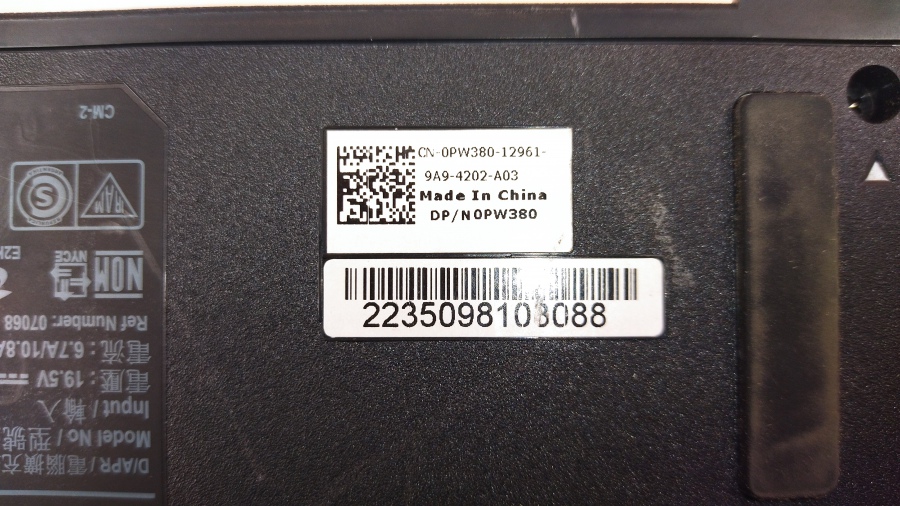 CN-0PW380-12961-
9A9-4202-A03
Made In China
DP/N0PW380
2235098103088
CM-2
S
IRAM
NOM
NYCE
Ref Number: 07068
電流 : 6.7A/10.8A
電壓 : 19.5V
Input / 輸入
Model No / 型號
D/APR / 電腦擴充